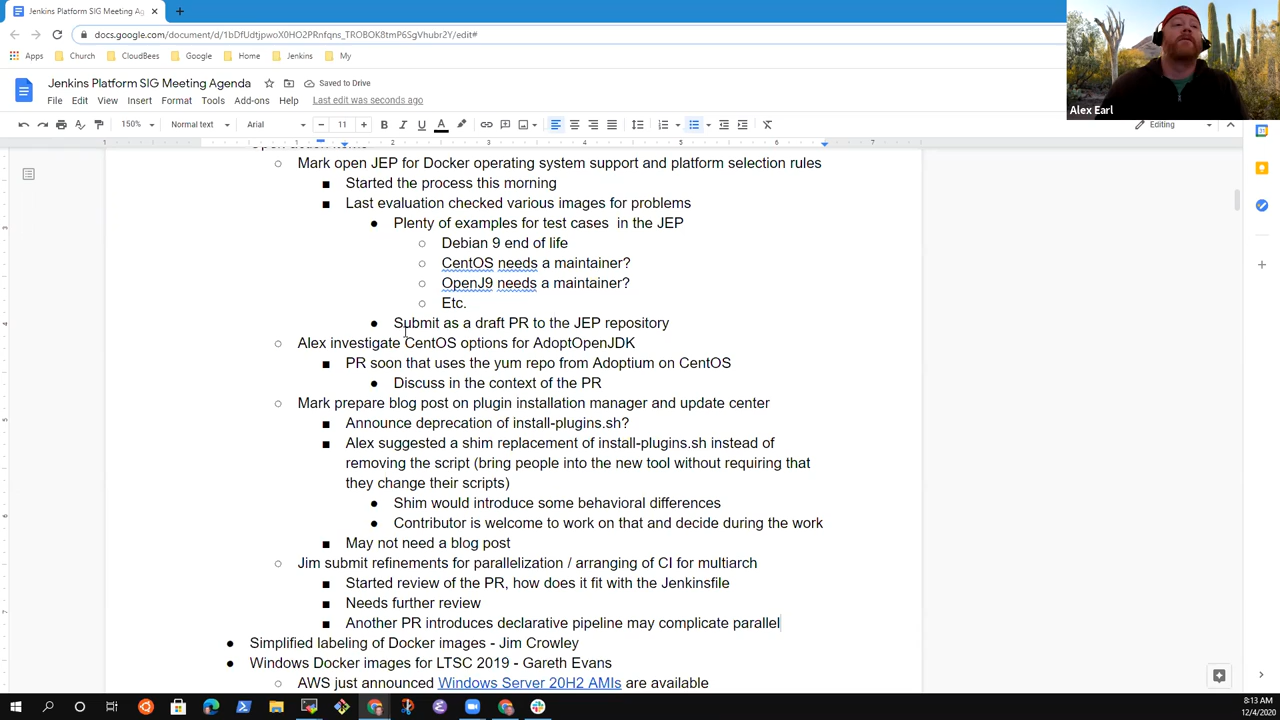 Jenkins Platform SIG Meeting Ag
docs.google.com/document/d/1bDfUdtjpwoX0HO2PRnfqns_TROBOK8tmP6SgVhubr2Y/edit#
Apps Church CloudBees Google Home Jenkins My
Jenkins Platform SIG Meeting Agenda Saved to Drive
File Edit View Insert Format Tools Add-ons Help Last edit was seconds ago
Alex Earl
150% Normal text Arial 11 Editing
1 1 2 3 4 5 6 7
Mark open JEP for Docker operating system support and platform selection rules
Started the process this morning
Last evaluation checked various images for problems
Plenty of examples for test cases in the JEP
Debian 9 end of life
CentOS needs a maintainer?
OpenJ9 needs a maintainer?
Etc.
Submit as a draft PR to the JEP repository
Alex investigate CentOS options for AdoptOpenJDK
PR soon that uses the yum repo from Adoptium on CentOS
Discuss in the context of the PR
Mark prepare blog post on plugin installation manager and update center
Announce deprecation of install-plugins.sh?
Alex suggested a shim replacement of install-plugins.sh instead of
removing the script (bring people into the new tool without requiring that
they change their scripts)
Shim would introduce some behavioral differences
Contributor is welcome to work on that and decide during the work
May not need a blog post
Jim submit refinements for parallelization / arranging of CI for multiarch
Started review of the PR, how does it fit with the Jenkinsfile
Needs further review
Another PR introduces declarative pipeline may complicate parallel
Simplified labeling of Docker images - Jim Crowley
Windows Docker images for LTSC 2019 - Gareth Evans
AWS just announced Windows Server 20H2 AMIs are available
8:13 AM
12/4/2020